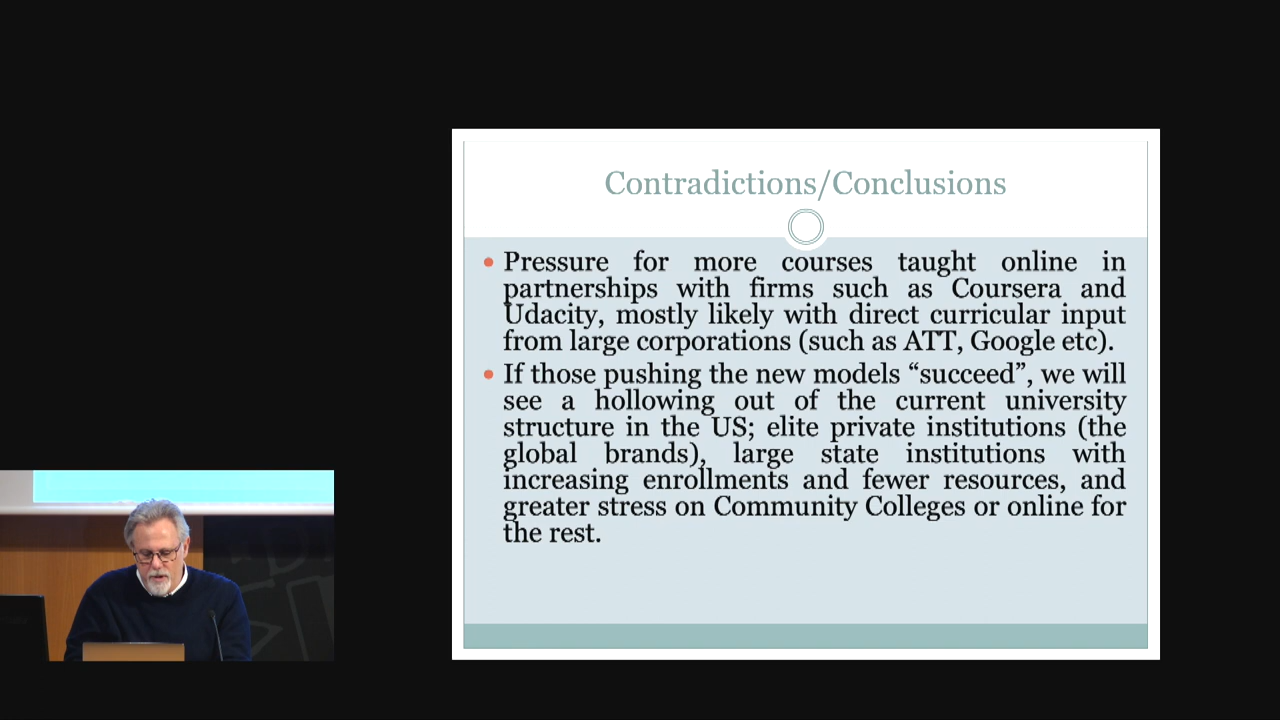 Contradictions/Conclusions
• Pressure for more courses taught online in
partnerships with firms such as Coursera and
Udacity, mostly likely with direct curricular input
from large corporations (such as ATT, Google etc).
• If those pushing the new models “succeed”, we will
see a hollowing out of the current university
structure in the US; elite private institutions (the
global brands), large state institutions with
increasing enrollments and fewer resources, and
greater stress on Community Colleges or online for
the rest.